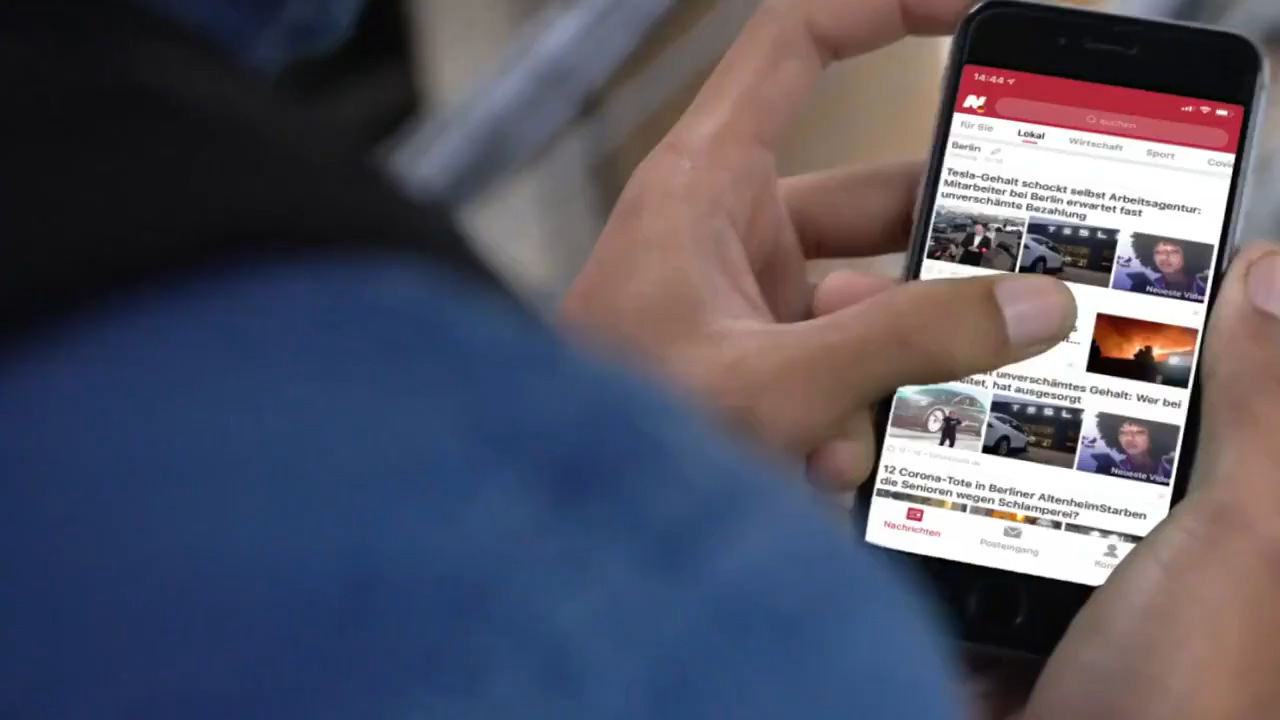 14:44
suchen
für Sie Lokal Wirtschaft Sport
Berlin
Tesla-Gehalt schockt selbst Arbeitsagentur:
Mitarbeiter bei Berlin erwartet fast
unverschämte Bezahlung
TESL
Neueste Vide
unverschämtes Gehalt: Wer bei
hat ausgesorgt
TESL
Neueste Vide
12 Corona-Tote in Berliner AltenheimStarben
die Senioren wegen Schlamperei?
Nachrichten Posteingang